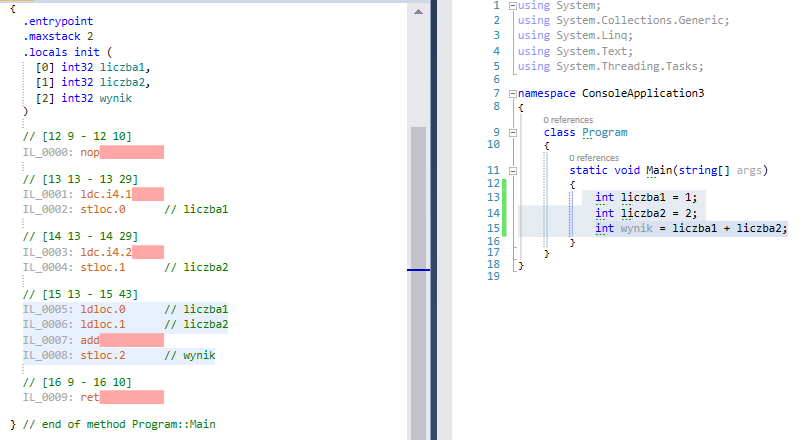 {
.entrypoint
.maxstack 2
.locals init (
[0] int32 liczba1,
[1] int32 liczba2,
[2] int32 wynik
)
// [12 9 - 12 10]
IL_0000: nop
// [13 13 - 13 29]
IL_0001: ldc.i4.1
IL_0002: stloc.0 // liczba1
// [14 13 - 14 29]
IL_0003: ldc.i4.2
IL_0004: stloc.1 // liczba2
// [15 13 - 15 43]
IL_0005: ldloc.0 // liczba1
IL_0006: ldloc.1 // liczba2
IL_0007: add
IL_0008: stloc.2 // wynik
// [16 9 - 16 10]
IL_0009: ret
} // end of method Program::Main
1 using System;
2 using System.Collections.Generic;
3 using System.Linq;
4 using System.Text;
5 using System.Threading.Tasks;
6
7 namespace ConsoleApplication3
8 {
0 references
9 class Program
10 {
0 references
11 static void Main(string[] args)
12 {
13 int liczba1 = 1;
14 int liczba2 = 2;
15 int wynik = liczba1 + liczba2;
16 }
17 }
18 }
19